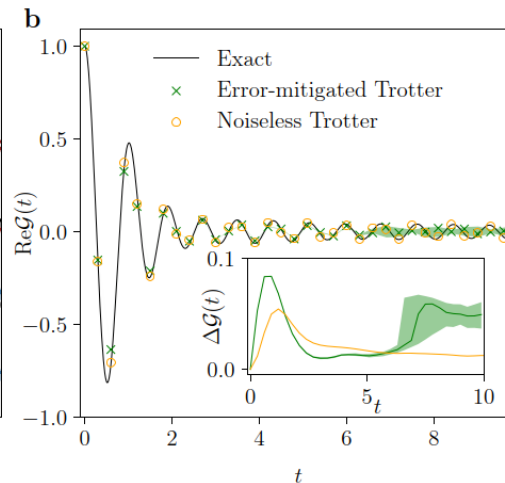 b
1.0
0.5
0.0
−0.5
−1.0
ReG(t)
Exact
Error-mitigated Trotter
Noiseless Trotter
0.1
0.0
ΔG(t)
0
5
10
t
0
2
4
6
8
t